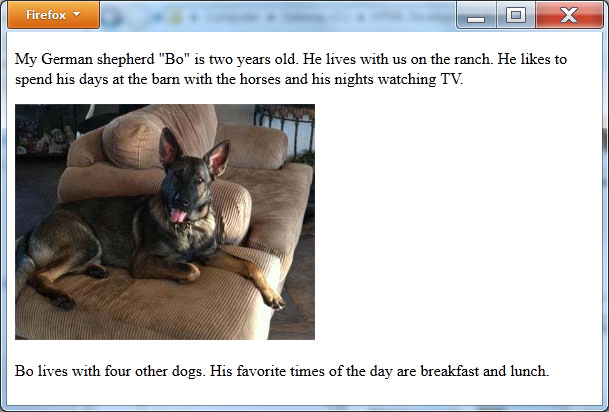 Firefox
My German shepherd "Bo" is two years old. He lives with us on the ranch. He likes to
spend his days at the barn with the horses and his nights watching TV.
Bo lives with four other dogs. His favorite times of the day are breakfast and lunch.